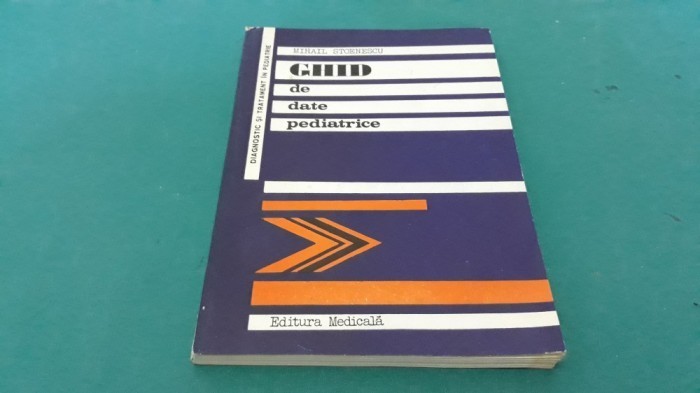 MIHAIL STOENESCU
GHID
de
date
pediatrice
DIAGNOSTIC ȘI TRATAMENT ÎN PEDIATRIE
Editura Medicală